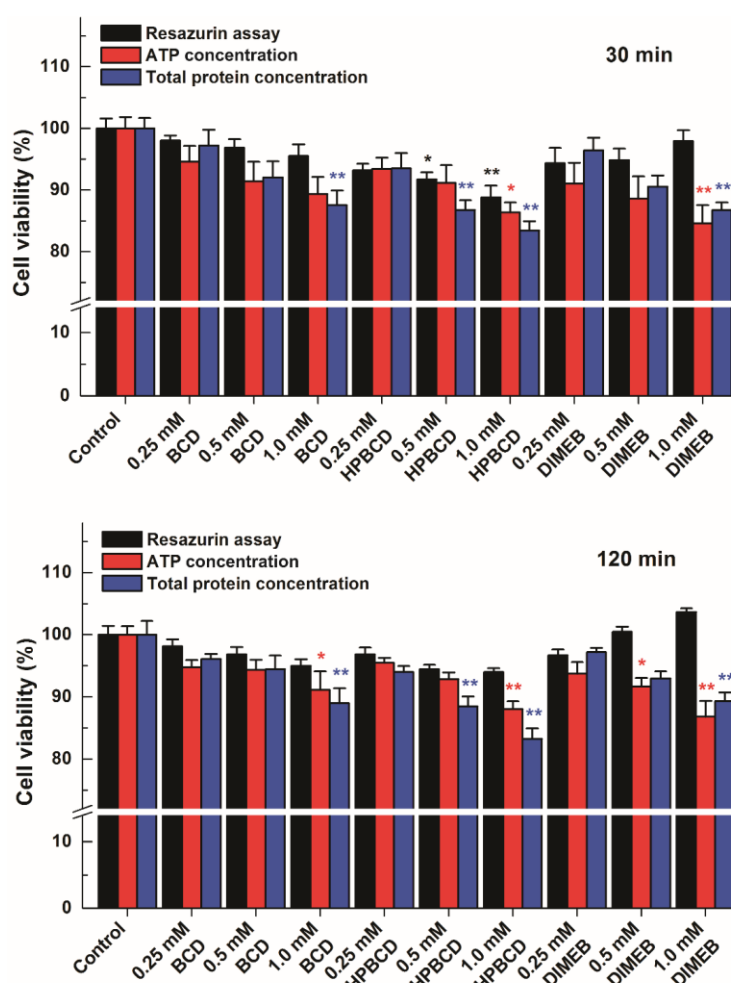 Resazurin assay
ATP concentration
Total protein concentration
30 min
Cell viability (%)
110
100
90
80
10
0
*
**
**
**
*
**
**
**
Control
0.25 mM
BCD
0.5 mM
BCD
1.0 mM
BCD
0.25 mM
HPBCD
0.5 mM
HPBCD
1.0 mM
HPBCD
0.25 mM
DIMEB
0.5 mM
DIMEB
1.0 mM
DIMEB
Resazurin assay
ATP concentration
Total protein concentration
120 min
Cell viability (%)
110
100
90
80
10
0
*
**
**
**
**
*
**
**
Control
0.25 mM
BCD
0.5 mM
BCD
1.0 mM
BCD
0.25 mM
HPBCD
0.5 mM
HPBCD
1.0 mM
HPBCD
0.25 mM
DIMEB
0.5 mM
DIMEB
1.0 mM
DIMEB